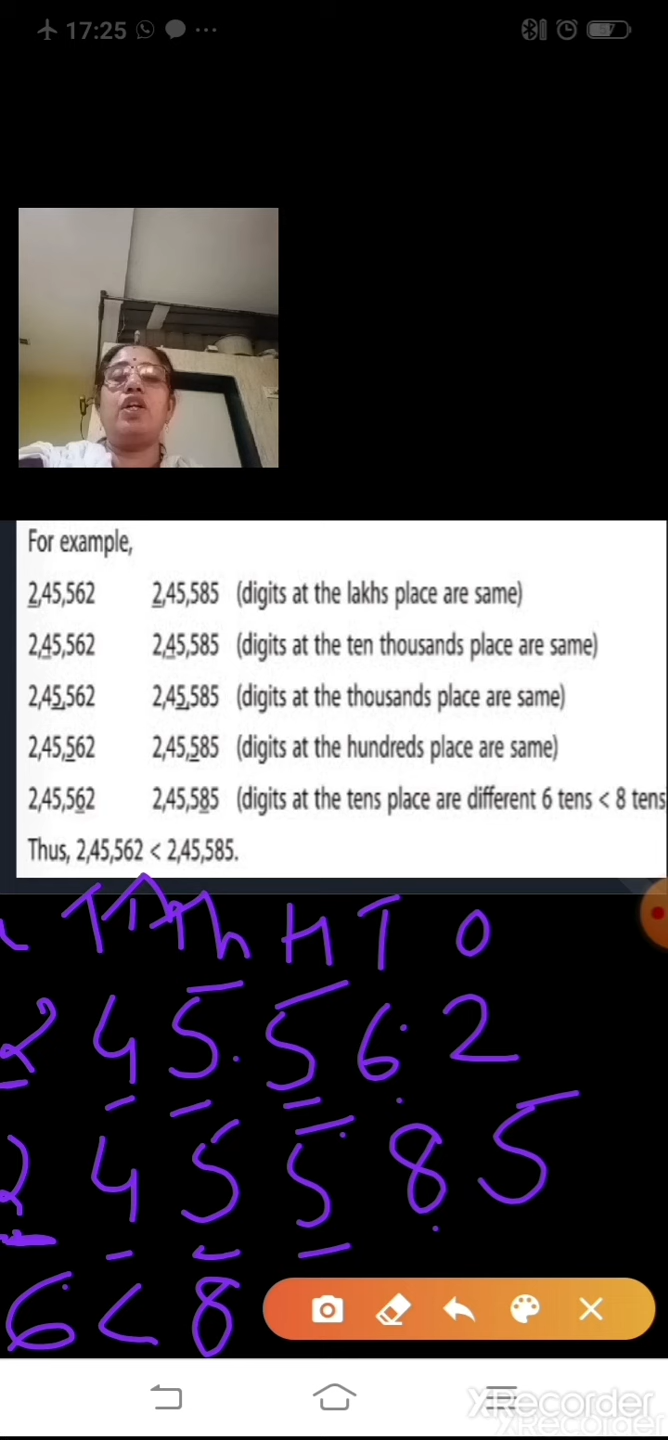 17:25
57
For example,
2,45,562 2,45,585 (digits at the lakhs place are same)
2,45,562 2,45,585 (digits at the ten thousands place are same)
2,45,562 2,45,585 (digits at the thousands place are same)
2,45,562 2,45,585 (digits at the hundreds place are same)
2,45,562 2,45,585 (digits at the tens place are different 6 tens < 8 tens
Thus, 2,45,562 < 2,45,585.
L TTh Th H T O
2 4 5 5 6 2
2 4 5 5 8 5
6 < 8
XRecorder
XRecorder